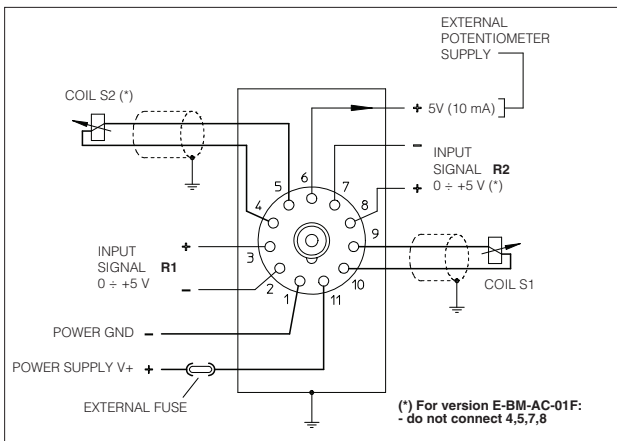 EXTERNAL
POTENTIOMETER
SUPPLY
COIL S2 (*)
+ 5V (10 mA)
-
INPUT
SIGNAL R2
0 ÷ +5 V (*)
+
5
6
7
4
8
3
9
2
10
1
11
+
INPUT
SIGNAL R1
0 ÷ +5 V
-
COIL S1
POWER GND -
POWER SUPPLY V+ +
EXTERNAL FUSE
(*) For version E-BM-AC-01F:
- do not connect 4,5,7,8